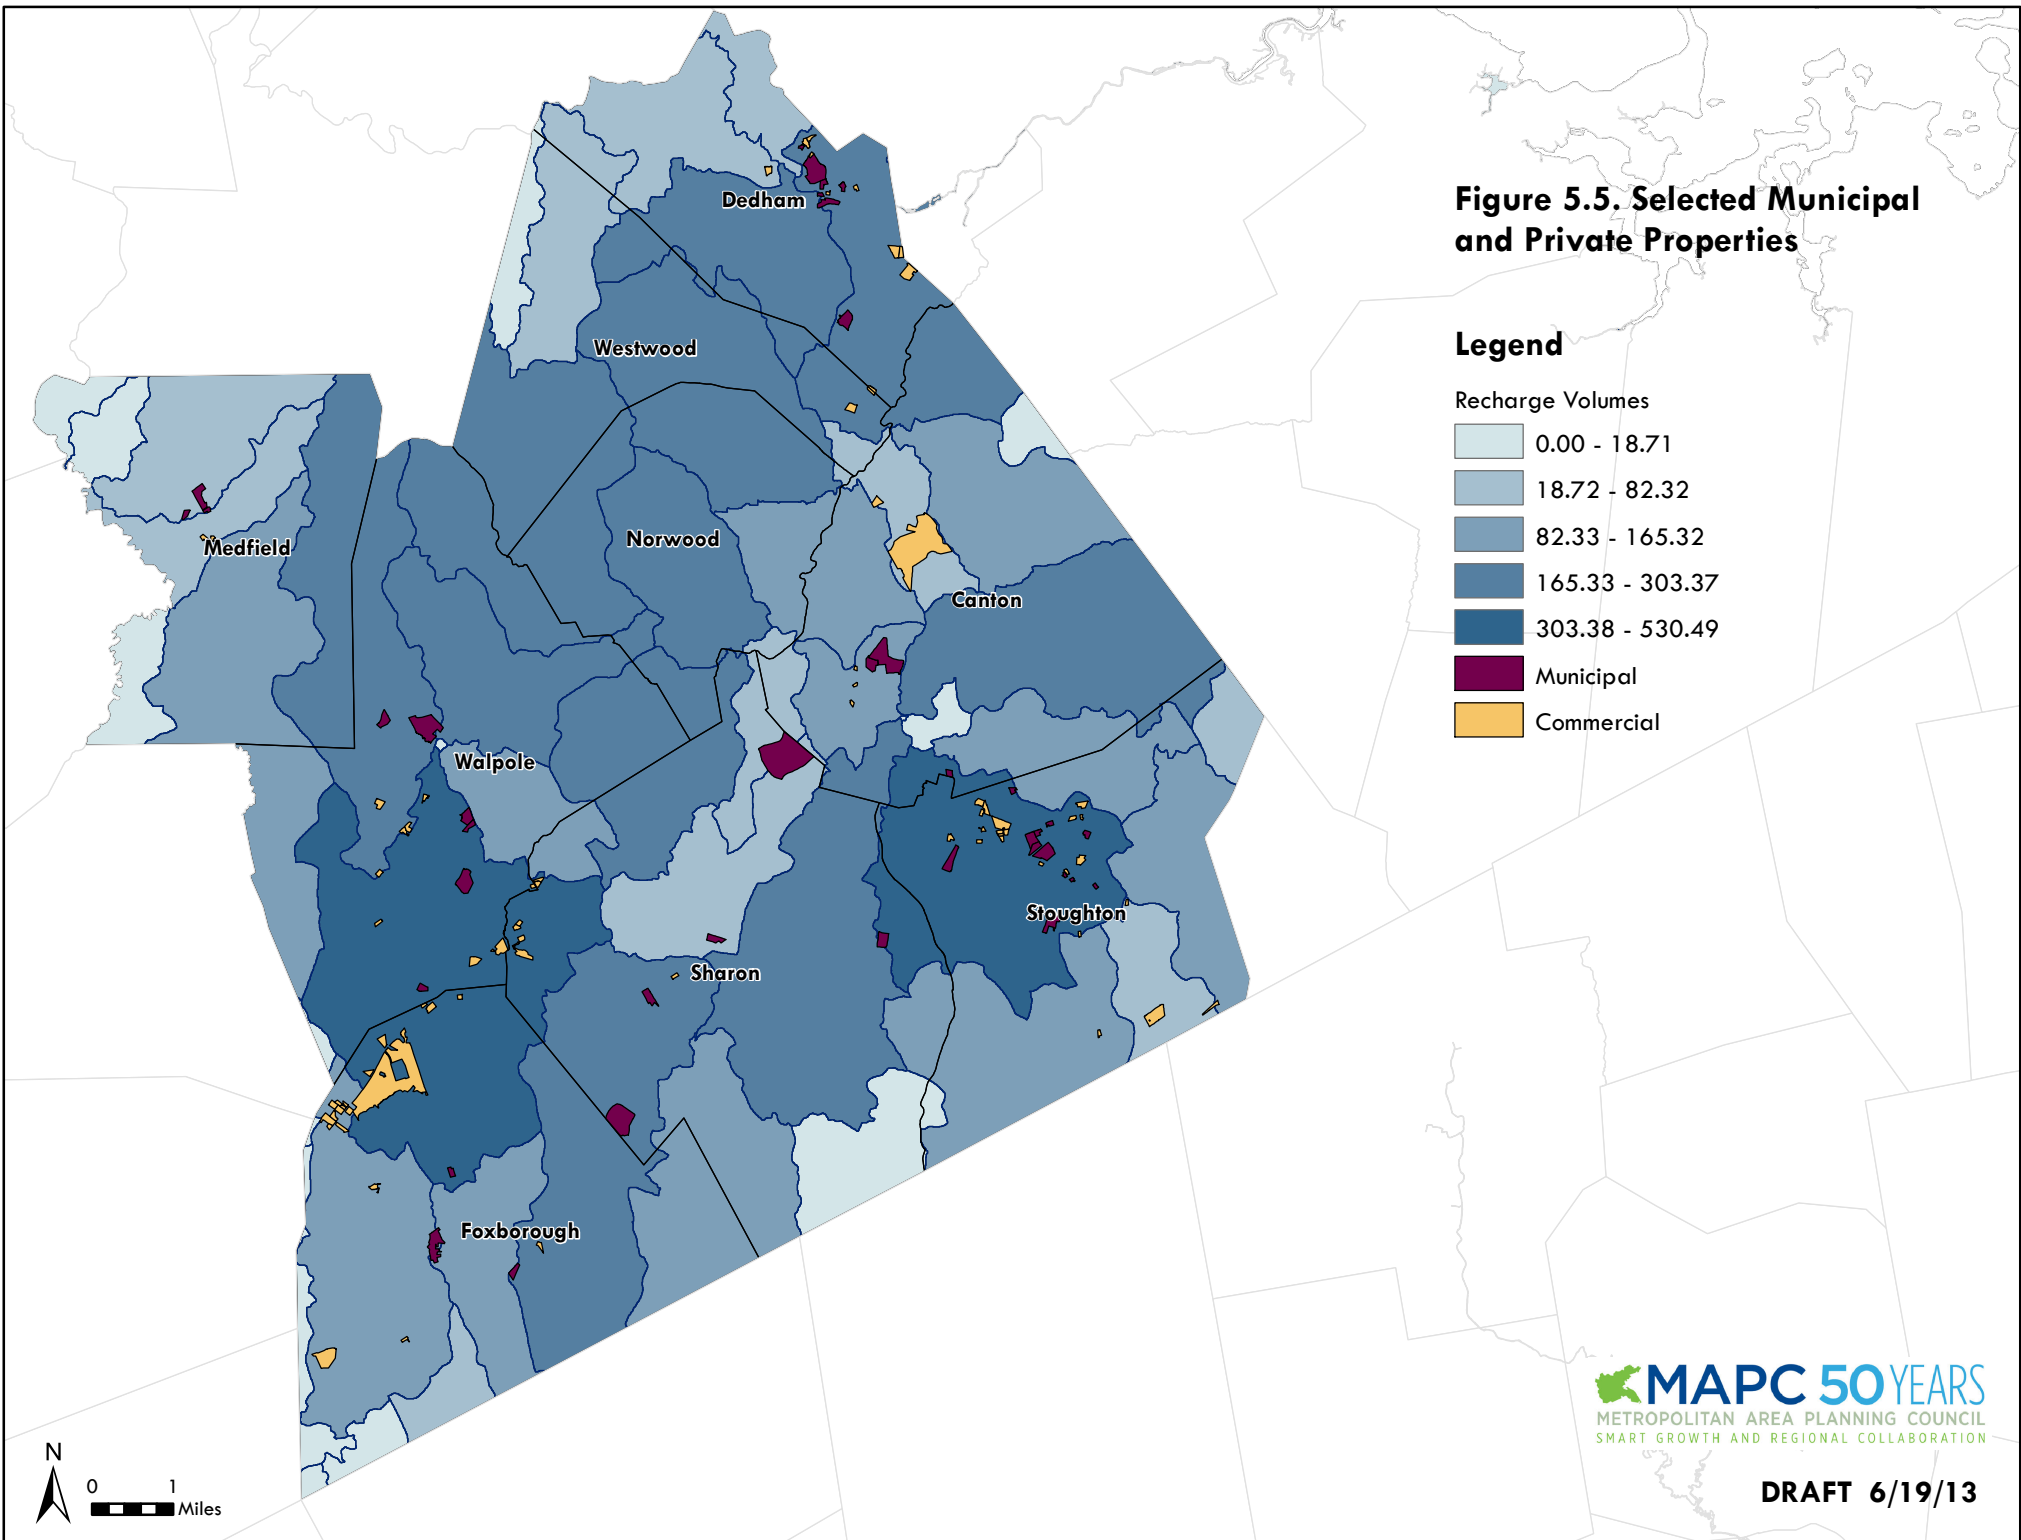 Figure 5.5. Selected Municipal
and Private Properties
Legend
Recharge Volumes
0.00 - 18.71
18.72 - 82.32
82.33 - 165.32
165.33 - 303.37
303.38 - 530.49
Municipal
Commercial
Dedham
Westwood
Norwood
Medfield
Canton
Walpole
Stoughton
Sharon
Foxborough
MAPC 50 YEARS
METROPOLITAN AREA PLANNING COUNCIL
SMART GROWTH AND REGIONAL COLLABORATION
DRAFT 6/19/13
N
0 1
Miles